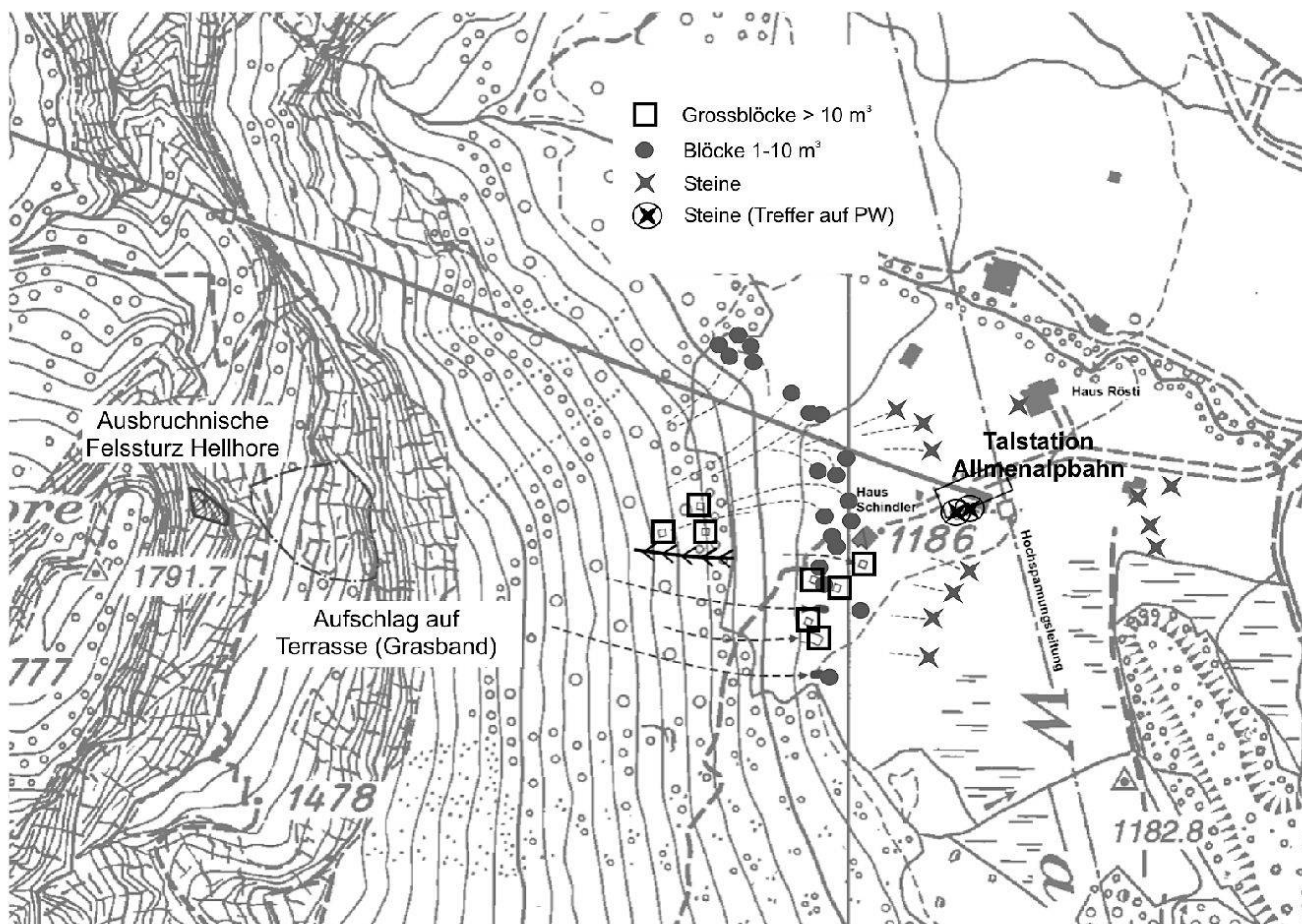 Grossblöcke > 10 m³
Blöcke 1-10 m³
Steine
Steine (Treffer auf PW)
Haus Rösti
Talstation
Allmenalpbahn
Ausbruchnische
Felssturz Hellhore
Haus
Schindler
ore
1186
1791.7
Hochspannungsleitung
Aufschlag auf
Terrasse (Grasband)
777
1478
1182.8